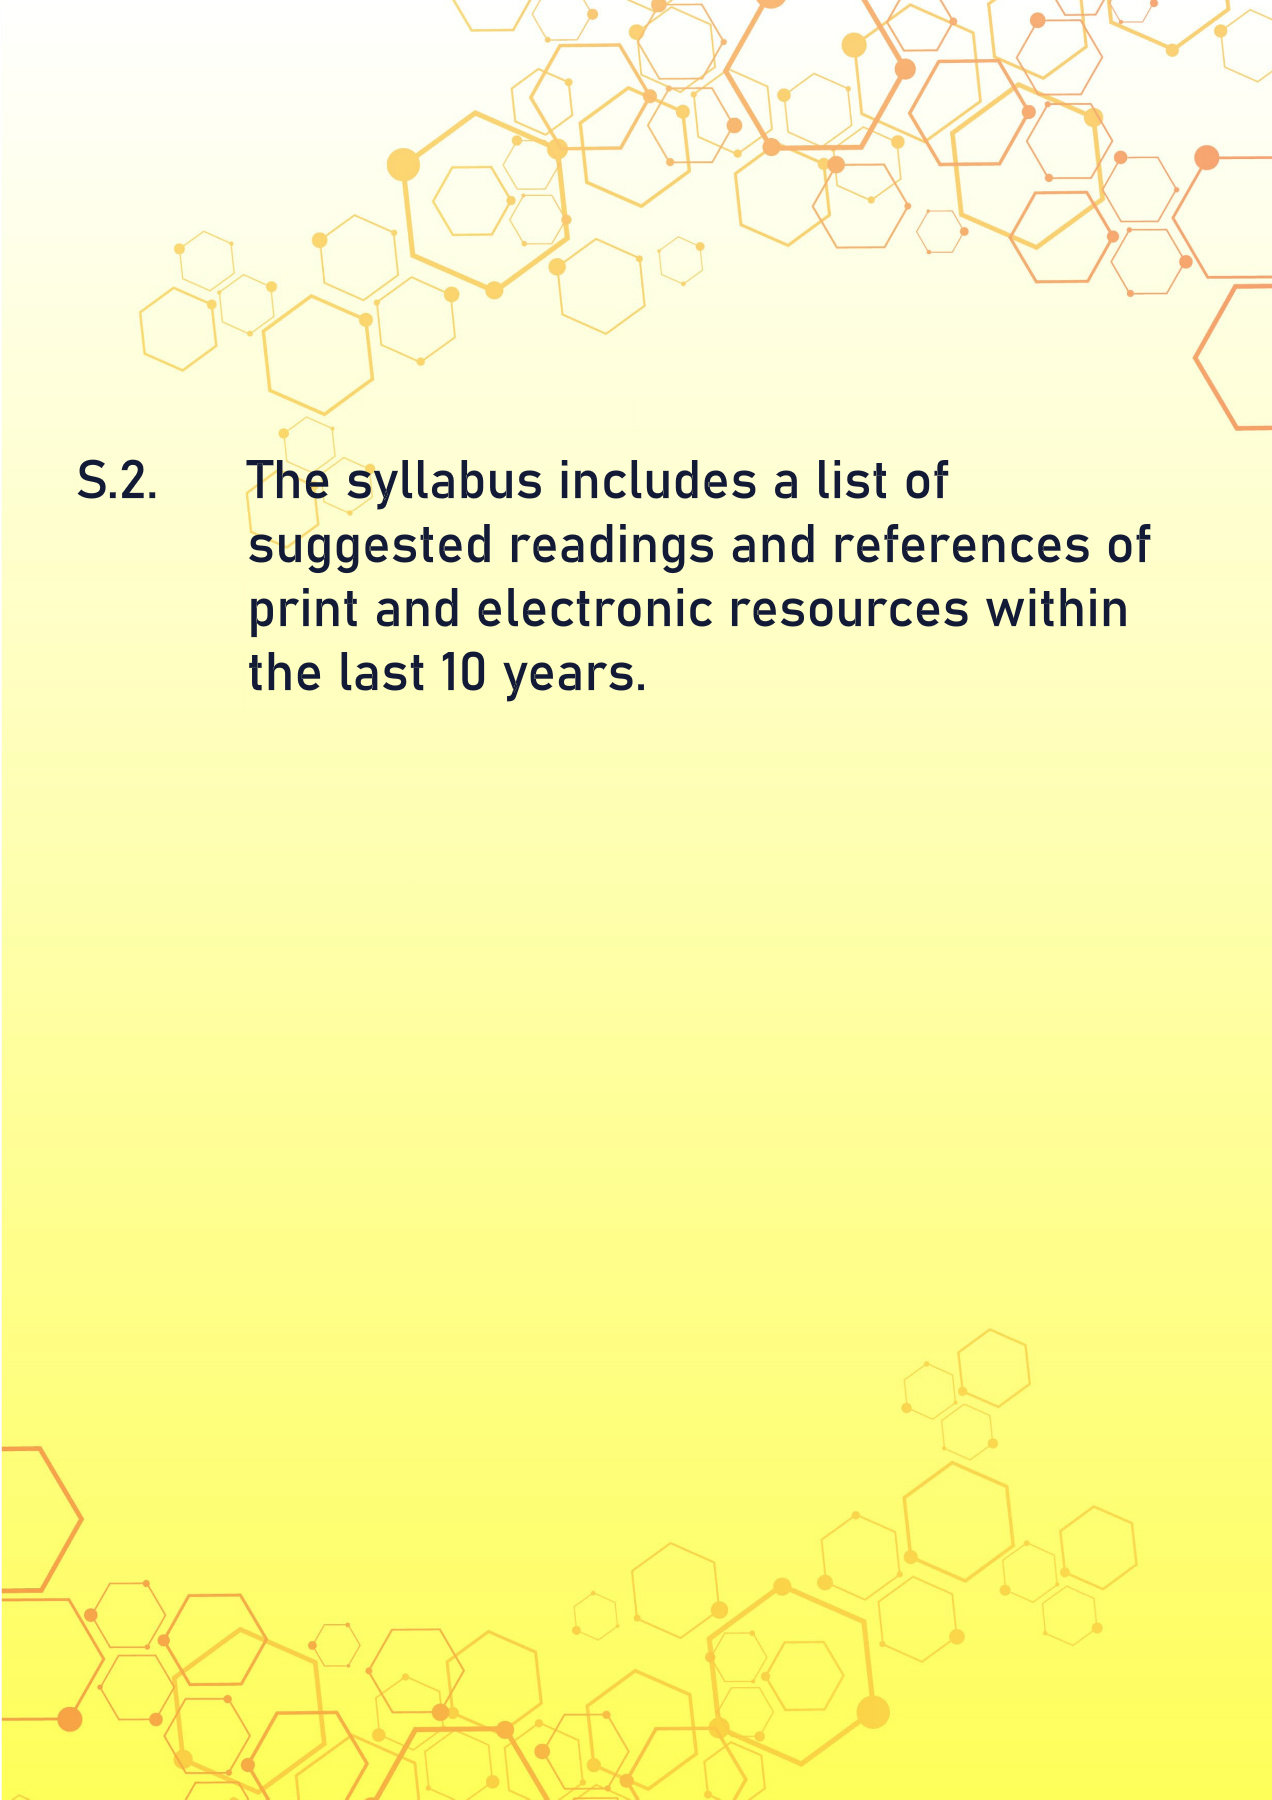 S.2. The syllabus includes a list of
suggested readings and references of
print and electronic resources within
the last 10 years.